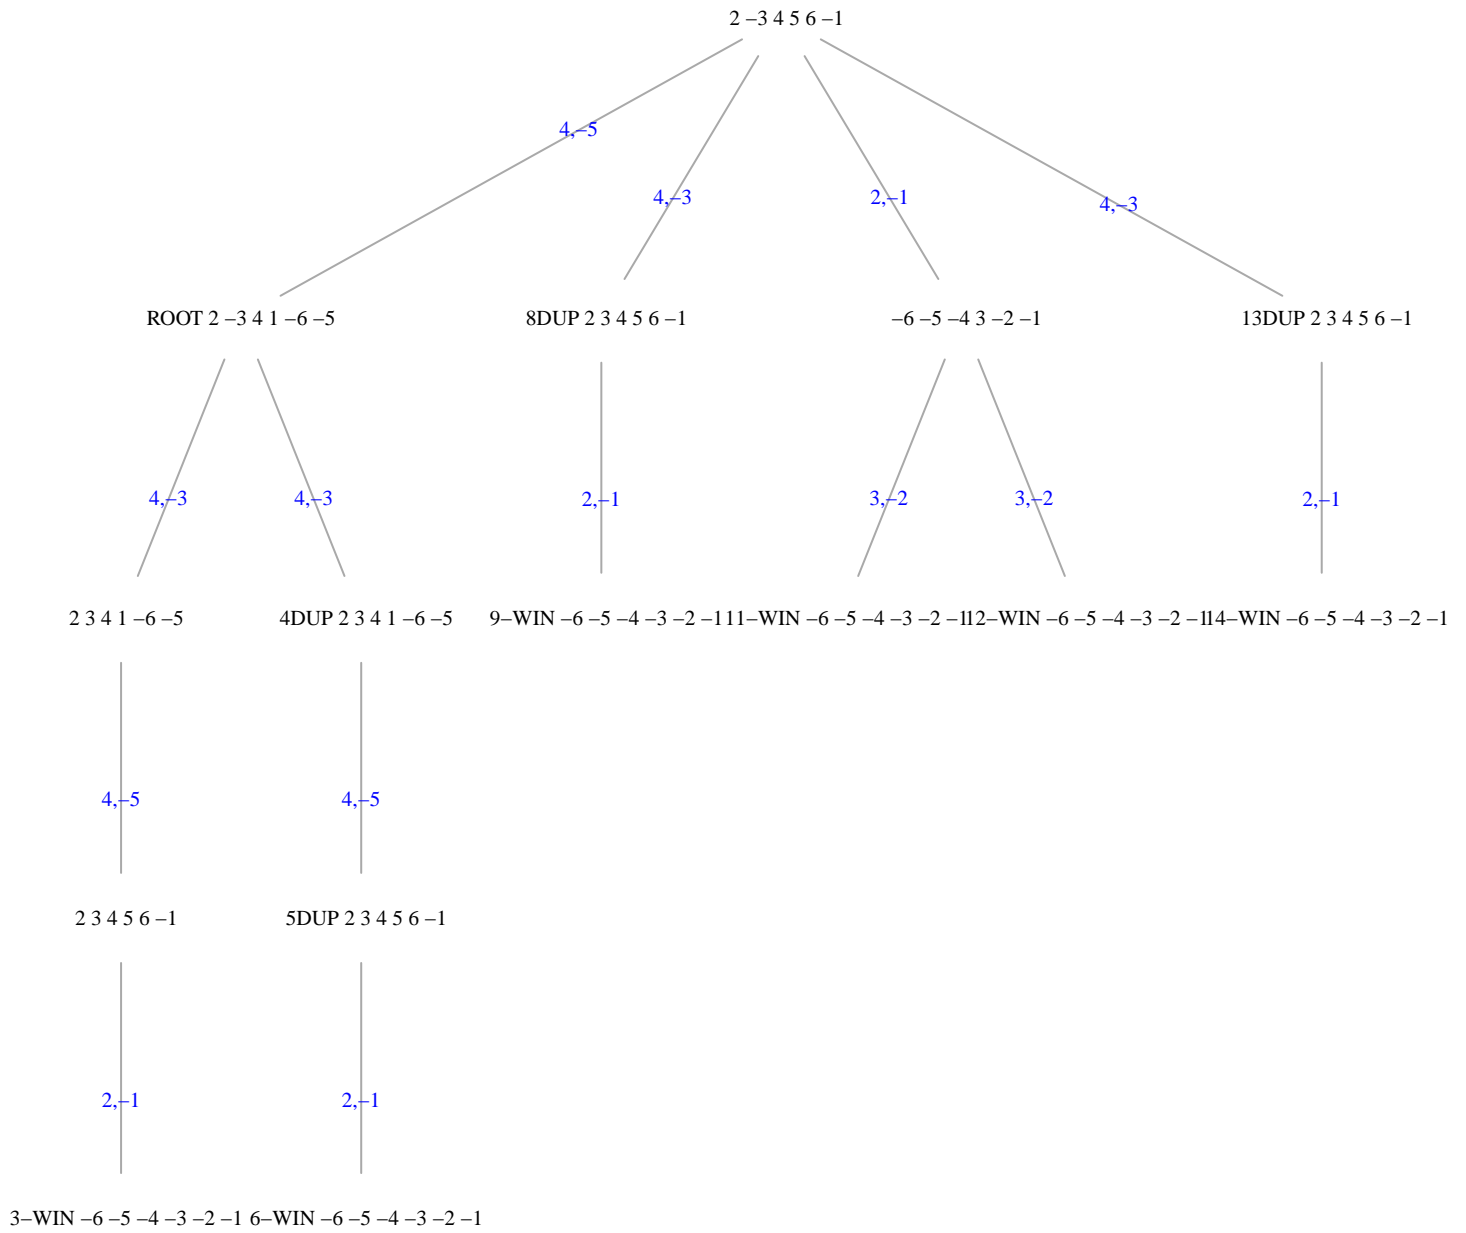 2 –3 4 5 6 –1
4,–5
4,–3
2,–1
4,–3
ROOT 2 –3 4 1 –6 –5
8DUP 2 3 4 5 6 –1
–6 –5 –4 3 –2 –1
13DUP 2 3 4 5 6 –1
4,–3
4,–3
2,–1
3,–2
3,–2
2,–1
2 3 4 1 –6 –5
4DUP 2 3 4 1 –6 –5
9–WIN –6 –5 –4 –3 –2 –1
11–WIN –6 –5 –4 –3 –2 –1
12–WIN –6 –5 –4 –3 –2 –1
14–WIN –6 –5 –4 –3 –2 –1
4,–5
4,–5
2 3 4 5 6 –1
5DUP 2 3 4 5 6 –1
2,–1
2,–1
3–WIN –6 –5 –4 –3 –2 –1
6–WIN –6 –5 –4 –3 –2 –1